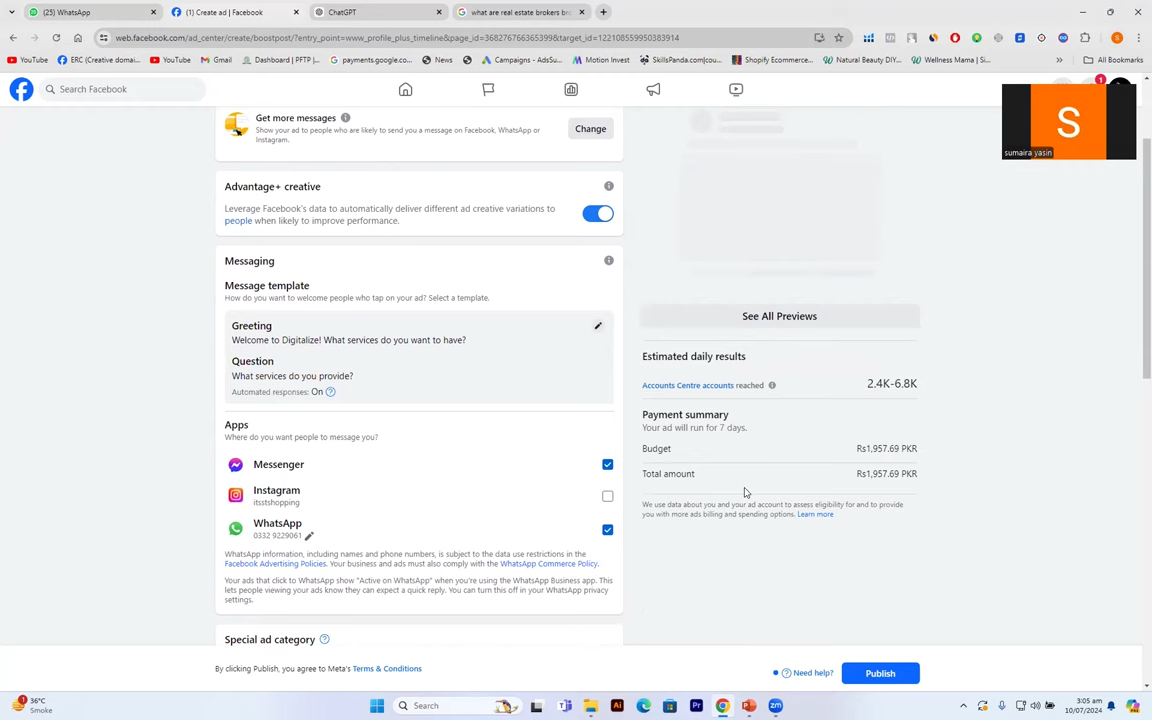 (25) WhatsApp
(1) Create ad | Facebook
ChatGPT
what are real estate brokers bro
web.facebook.com/ad_center/create/boostpost/?entry_point=www_profile_plus_timeline&page_id=368276766365399&target_id=122108559950383914
YouTube
ERC (Creative domai...
YouTube
Gmail
Dashboard | PFTP |...
payments.google.co...
News
Campaigns - AdsSu...
Motion Invest
SkillsPanda.com[cou...
Shopify Ecommerce...
Natural Beauty DIY...
Wellness Mama | Si...
All Bookmarks
Search Facebook
1
S
sumaira yasin
Get more messages
Show your ad to people who are likely to send you a message on Facebook, WhatsApp or
Instagram.
Change
Advantage+ creative
Leverage Facebook's data to automatically deliver different ad creative variations to
people when likely to improve performance.
Messaging
Message template
How do you want to welcome people who tap on your ad? Select a template.
Greeting
Welcome to Digitalize! What services do you want to have?
Question
What services do you provide?
Automated responses: On
Apps
Where do you want people to message you?
Messenger
Instagram
itsstshopping
WhatsApp
0332 9229061
WhatsApp information, including names and phone numbers, is subject to the data use restrictions in the
Facebook Advertising Policies. Your business and ads must also comply with the WhatsApp Commerce Policy.
Your ads that click to WhatsApp show "Active on WhatsApp" when you're using the WhatsApp Business app. This
lets people viewing your ads know they can expect a quick reply. You can turn this off in your WhatsApp privacy
settings.
Special ad category
See All Previews
Estimated daily results
Accounts Centre accounts reached
2.4K-6.8K
Payment summary
Your ad will run for 7 days.
Budget
Rs1,957.69 PKR
Total amount
Rs1,957.69 PKR
We use data about you and your ad account to assess eligibility for and to provide
you with more ads billing and spending options. Learn more
By clicking Publish, you agree to Meta's Terms & Conditions
Need help?
Publish
36°C
Smoke
Search
3:05 am
10/07/2024